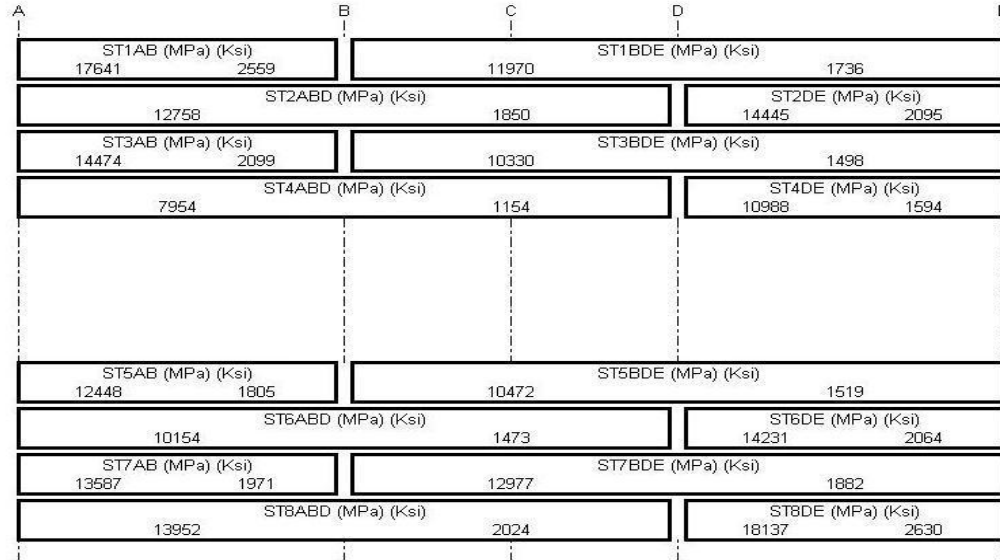 A B C D
ST1AB (MPa) (Ksi) ST1BDE (MPa) (Ksi)
17641 2559 11970 1736
ST2ABD (MPa) (Ksi) ST2DE (MPa) (Ksi)
12758 1850 14445 2095
ST3AB (MPa) (Ksi) ST3BDE (MPa) (Ksi)
14474 2099 10330 1498
ST4ABD (MPa) (Ksi) ST4DE (MPa) (Ksi)
7954 1154 10988 1594
ST5AB (MPa) (Ksi) ST5BDE (MPa) (Ksi)
12448 1805 10472 1519
ST6ABD (MPa) (Ksi) ST6DE (MPa) (Ksi)
10154 1473 14231 2064
ST7AB (MPa) (Ksi) ST7BDE (MPa) (Ksi)
13587 1971 12977 1882
ST8ABD (MPa) (Ksi) ST8DE (MPa) (Ksi)
13952 2024 18137 2630